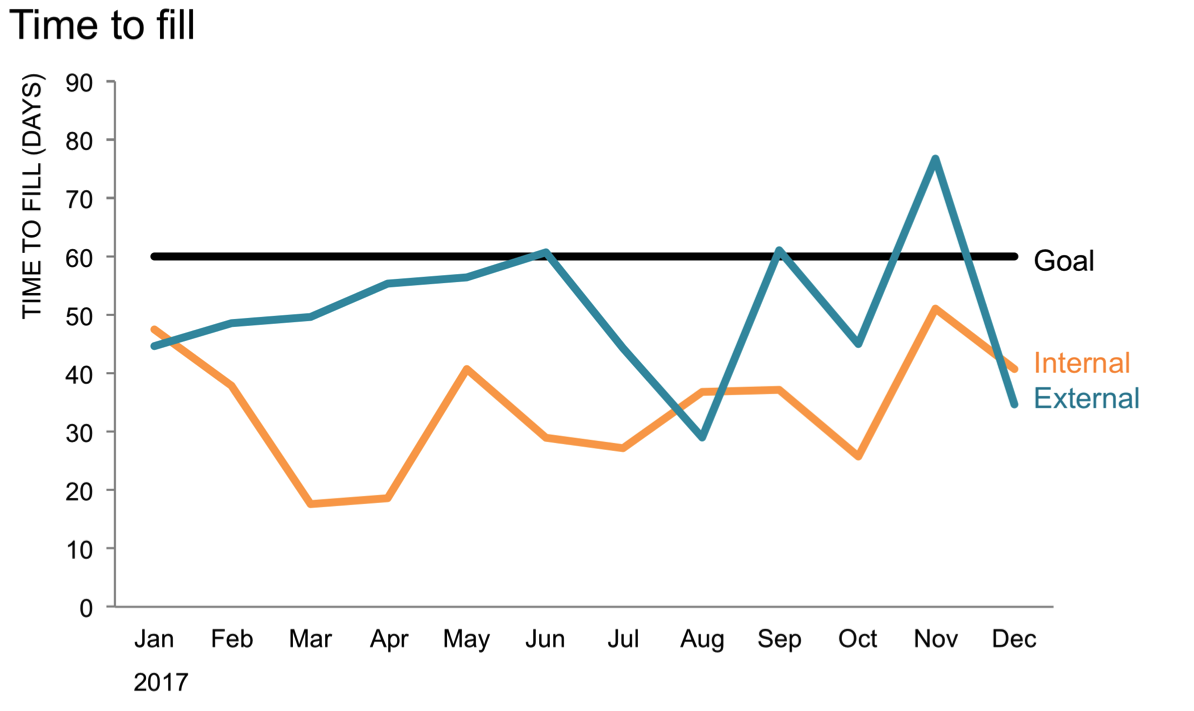 Time to fill
TIME TO FILL (DAYS)
90
80
70
60
50
40
30
20
10
0
Goal
Internal
External
Jan Feb Mar Apr May Jun Jul Aug Sep Oct Nov Dec
2017